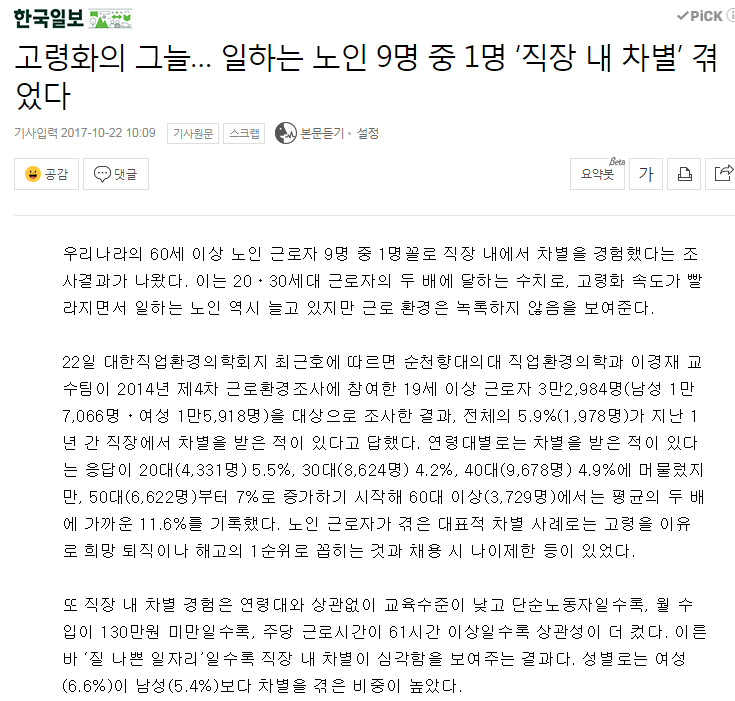 한국일보
PiCK
고령화의 그늘... 일하는 노인 9명 중 1명 ‘직장 내 차별’ 겪
었다
기사입력 2017-10-22 10:09 기사원문 스크랩 본문듣기 · 설정
공감 댓글 요약봇 Beta 가
우리나라의 60세 이상 노인 근로자 9명 중 1명꼴로 직장 내에서 차별을 경험했다는 조
사결과가 나왔다. 이는 20·30세대 근로자의 두 배에 달하는 수치로, 고령화 속도가 빨
라지면서 일하는 노인 역시 늘고 있지만 근로 환경은 녹록하지 않음을 보여준다.
22일 대한직업환경의학회지 최근호에 따르면 순천향대의대 직업환경의학과 이경재 교
수팀이 2014년 제4차 근로환경조사에 참여한 19세 이상 근로자 3만2,984명(남성 1만
7,066명·여성 1만5,918명)을 대상으로 조사한 결과, 전체의 5.9%(1,978명)가 지난 1
년 간 직장에서 차별을 받은 적이 있다고 답했다. 연령대별로는 차별을 받은 적이 있다
는 응답이 20대(4,331명) 5.5%, 30대(8,624명) 4.2%, 40대(9,678명) 4.9%에 머물렀지
만, 50대(6,622명)부터 7%로 증가하기 시작해 60대 이상(3,729명)에서는 평균의 두 배
에 가까운 11.6%를 기록했다. 노인 근로자가 겪은 대표적 차별 사례로는 고령을 이유
로 희망 퇴직이나 해고의 1순위로 꼽히는 것과 채용 시 나이제한 등이 있었다.
또 직장 내 차별 경험은 연령대와 상관없이 교육수준이 낮고 단순노동자일수록, 월 수
입이 130만원 미만일수록, 주당 근로시간이 61시간 이상일수록 상관성이 더 컸다. 이른
바 ‘질 나쁜 일자리’일수록 직장 내 차별이 심각함을 보여주는 결과다. 성별로는 여성
(6.6%)이 남성(5.4%)보다 차별을 겪은 비중이 높았다.